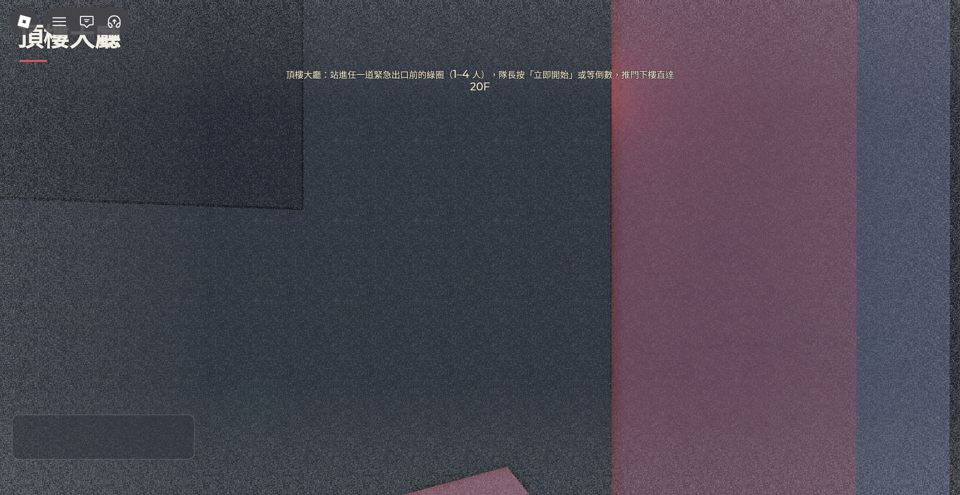 頂樓大廳
頂樓大廳：站進任一道緊急出口前的綠圈（1–4 人），隊長按「立即開始」或等倒數，推門下樓直達
20F